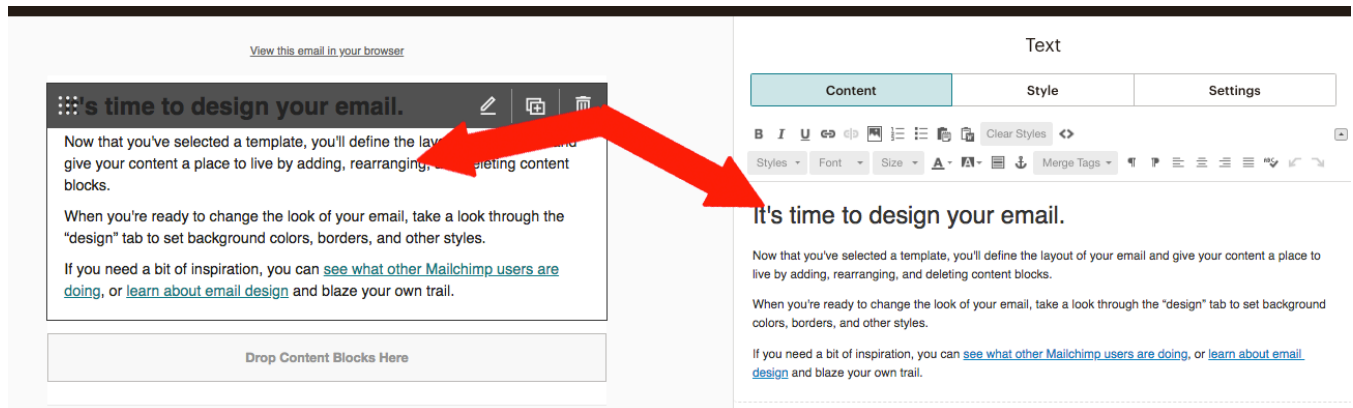 View this email in your browser
It's time to design your email.
Now that you've selected a template, you'll define the
give your content a place to live by adding, rearranging, deleting content
blocks.
When you're ready to change the look of your email, take a look through the
“design” tab to set background colors, borders, and other styles.
If you need a bit of inspiration, you can see what other Mailchimp users are
doing, or learn about email design and blaze your own trail.
Drop Content Blocks Here
Text
Content Style Settings
B I U Clear Styles <>
Styles Font Size A A Merge Tags
It's time to design your email.
Now that you've selected a template, you'll define the layout of your email and give your content a place to
live by adding, rearranging, and deleting content blocks.
When you're ready to change the look of your email, take a look through the “design” tab to set background
colors, borders, and other styles.
If you need a bit of inspiration, you can see what other Mailchimp users are doing, or learn about email
design and blaze your own trail.